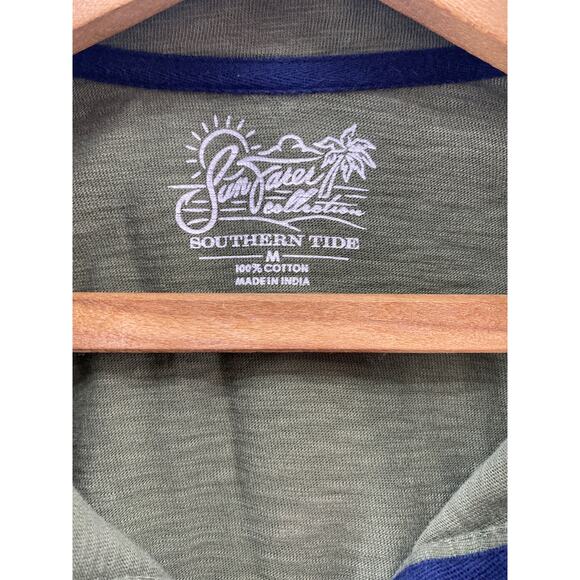 Sun Farer
collection
SOUTHERN TIDE
M
100% COTTON
MADE IN INDIA